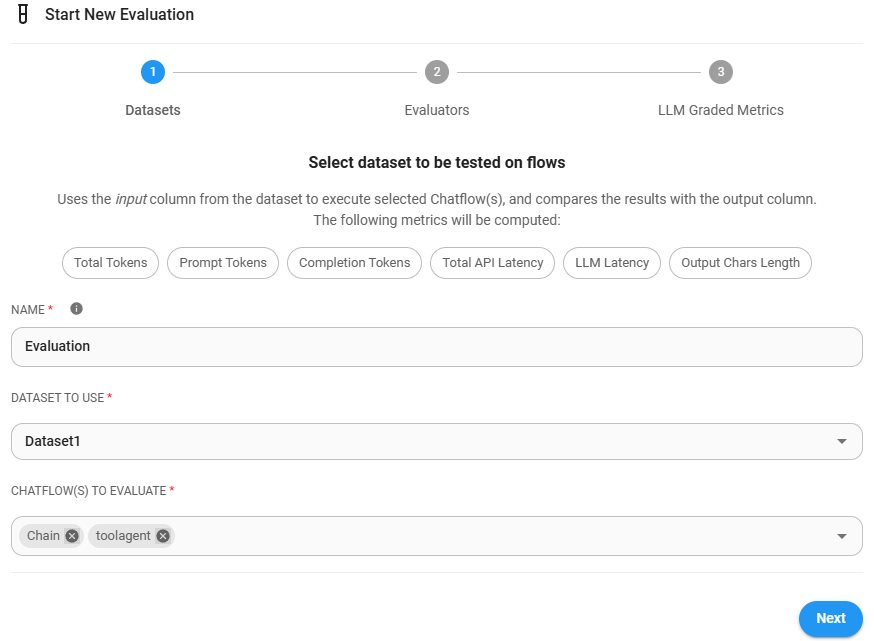 Start New Evaluation
1 2 3
Datasets Evaluators LLM Graded Metrics
Select dataset to be tested on flows
Uses the input column from the dataset to execute selected Chatflow(s), and compares the results with the output column.
The following metrics will be computed:
Total Tokens Prompt Tokens Completion Tokens Total API Latency LLM Latency Output Chars Length
NAME *
Evaluation
DATASET TO USE *
Dataset1
CHATFLOW(S) TO EVALUATE *
Chain toolagent
Next